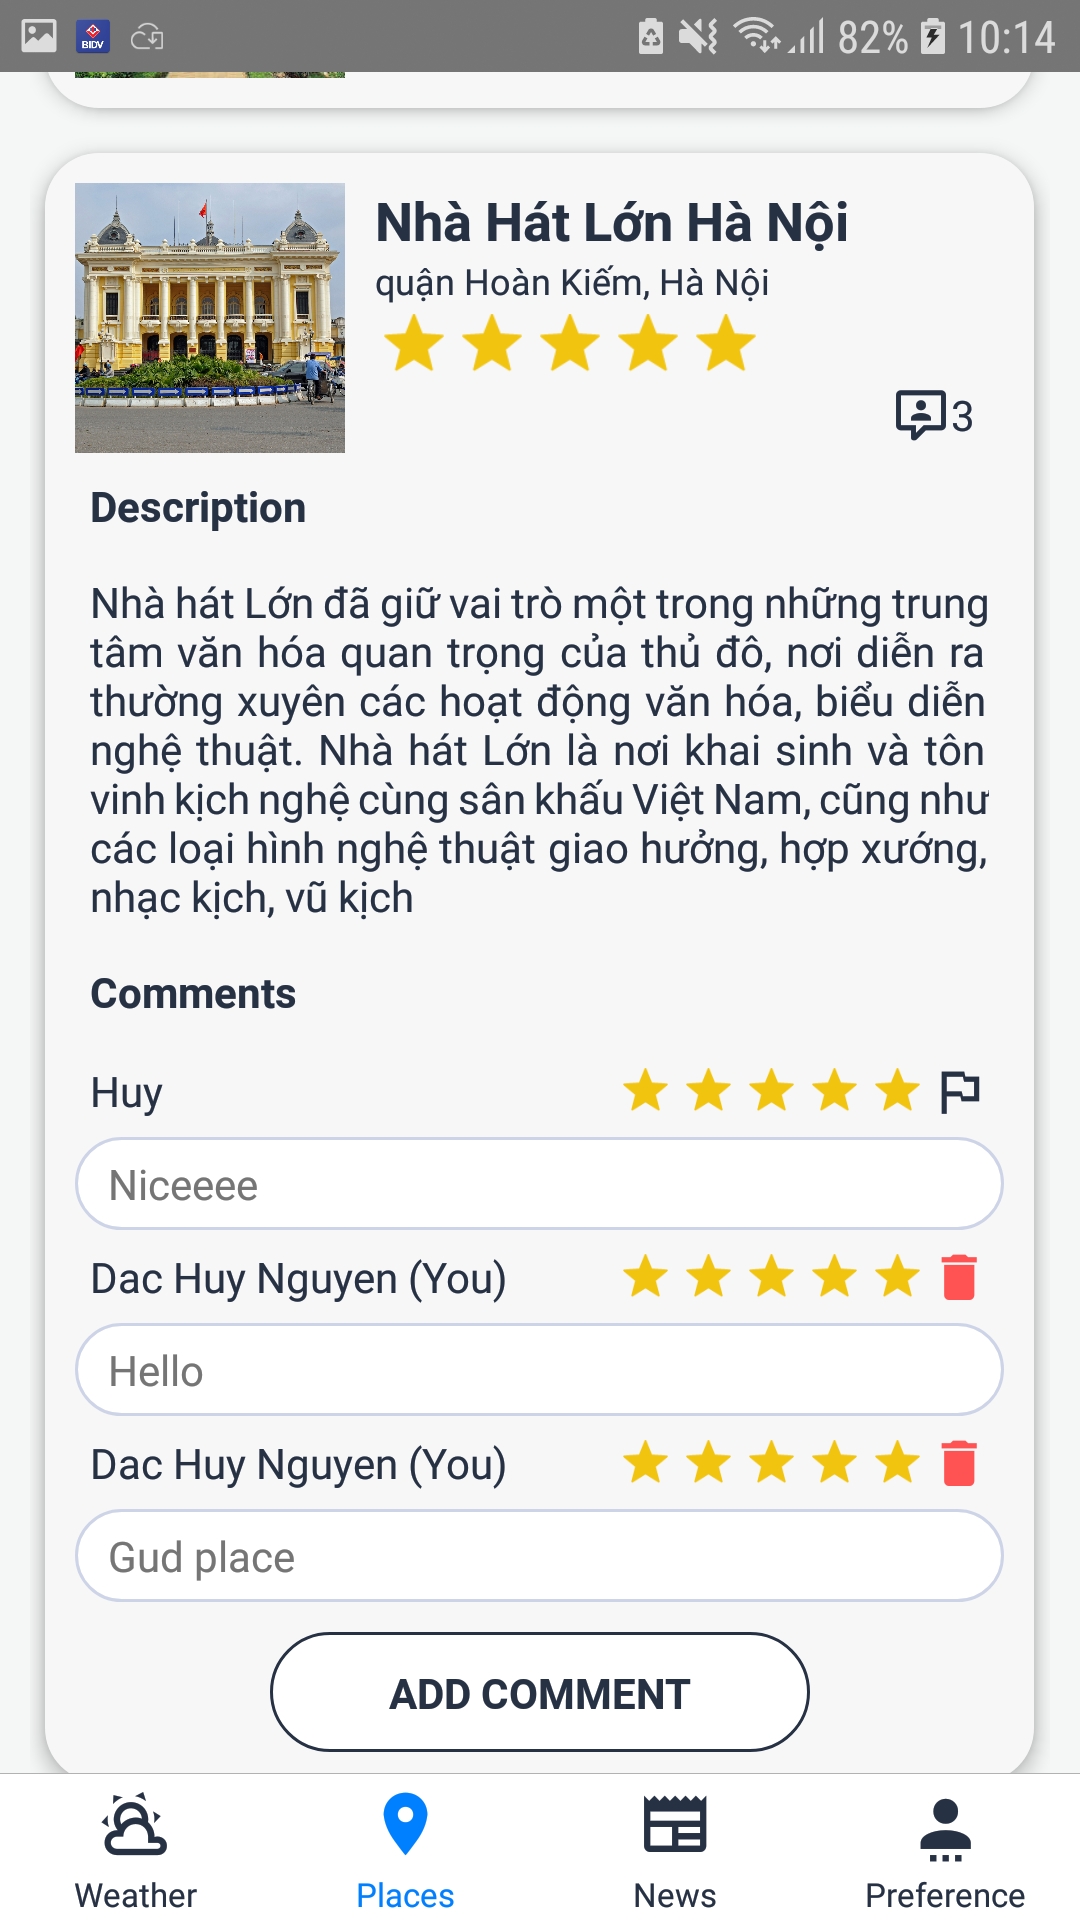 BIDV
82%
10:14
Nhà Hát Lớn Hà Nội
quận Hoàn Kiếm, Hà Nội
3
Description
Nhà hát Lớn đã giữ vai trò một trong những trung
tâm văn hóa quan trọng của thủ đô, nơi diễn ra
thường xuyên các hoạt động văn hóa, biểu diễn
nghệ thuật. Nhà hát Lớn là nơi khai sinh và tôn
vinh kịch nghệ cùng sân khấu Việt Nam, cũng như
các loại hình nghệ thuật giao hưởng, hợp xướng,
nhạc kịch, vũ kịch
Comments
Huy
Niceeee
Dac Huy Nguyen (You)
Hello
Dac Huy Nguyen (You)
Gud place
ADD COMMENT
Weather
Places
News
Preference